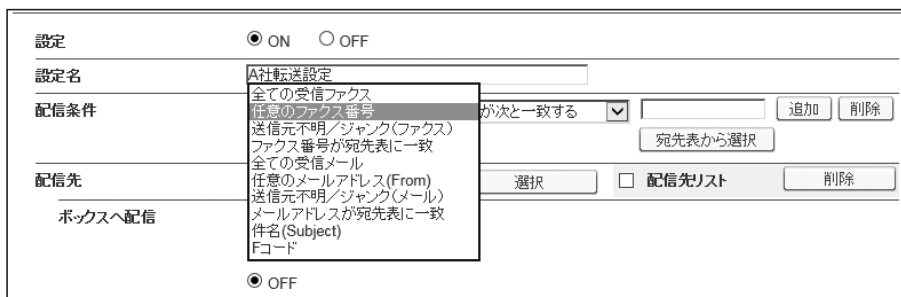 設定 ON OFF
設定名 A社転送設定
配信条件 が次と一致する 追加 削除
宛先表から選択
全ての受信ファクス
任意のファクス番号
送信元不明／ジャンク(ファクス)
ファクス番号が宛先表に一致
全ての受信メール
任意のメールアドレス(From)
送信元不明／ジャンク(メール)
メールアドレスが宛先表に一致
件名(Subject)
Fコード
配信先 選択 配信先リスト 削除
ボックスへ配信
OFF